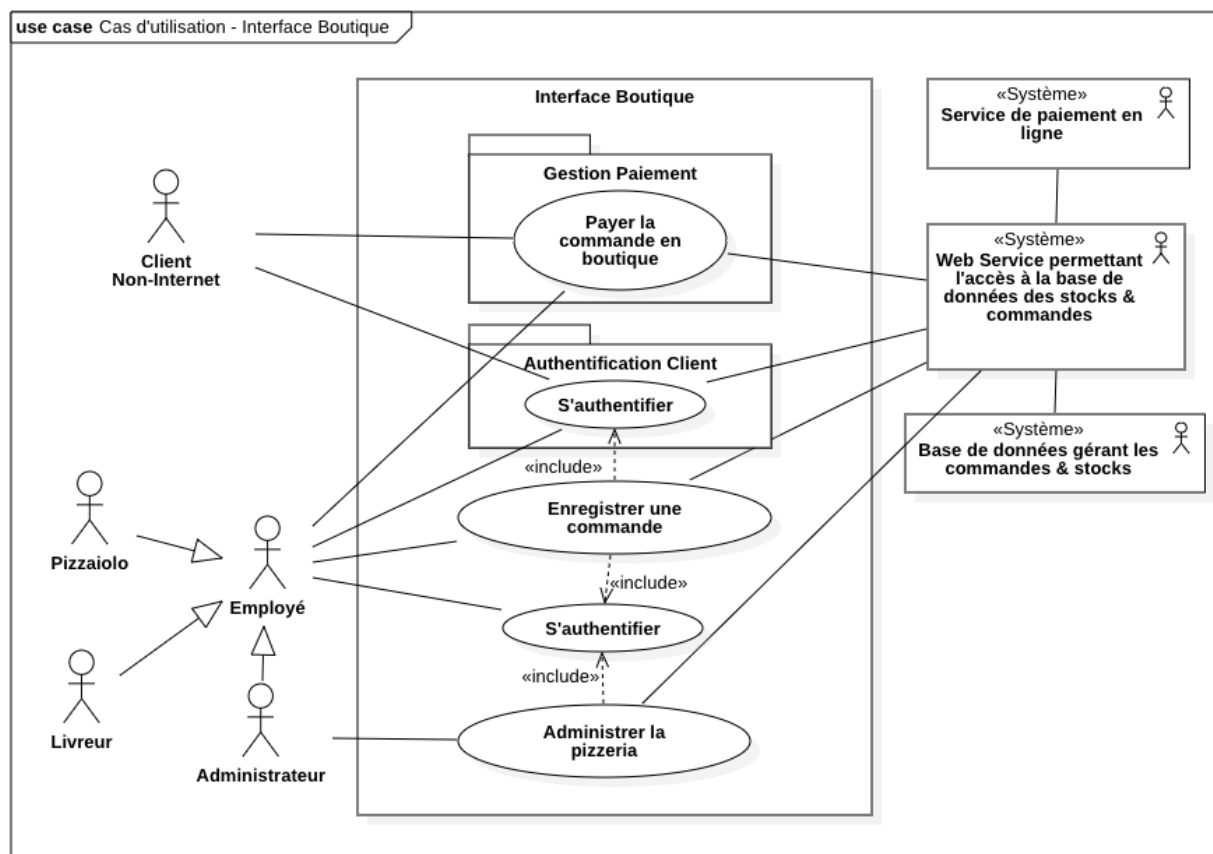 use case Cas d'utilisation - Interface Boutique
Interface Boutique
«Système»
Service de paiement en
ligne
Gestion Paiement
Payer la
commande en
boutique
Client
Non-Internet
«Système»
Web Service permettant
l'accès à la base de
données des stocks &
commandes
Authentification Client
S'authentifier
«Système»
Base de données gérant les
commandes & stocks
«include»
Enregistrer une
commande
Pizzaiolo
Employé
«include»
S'authentifier
«include»
Livreur
Administrateur
Administrer la
pizzeria